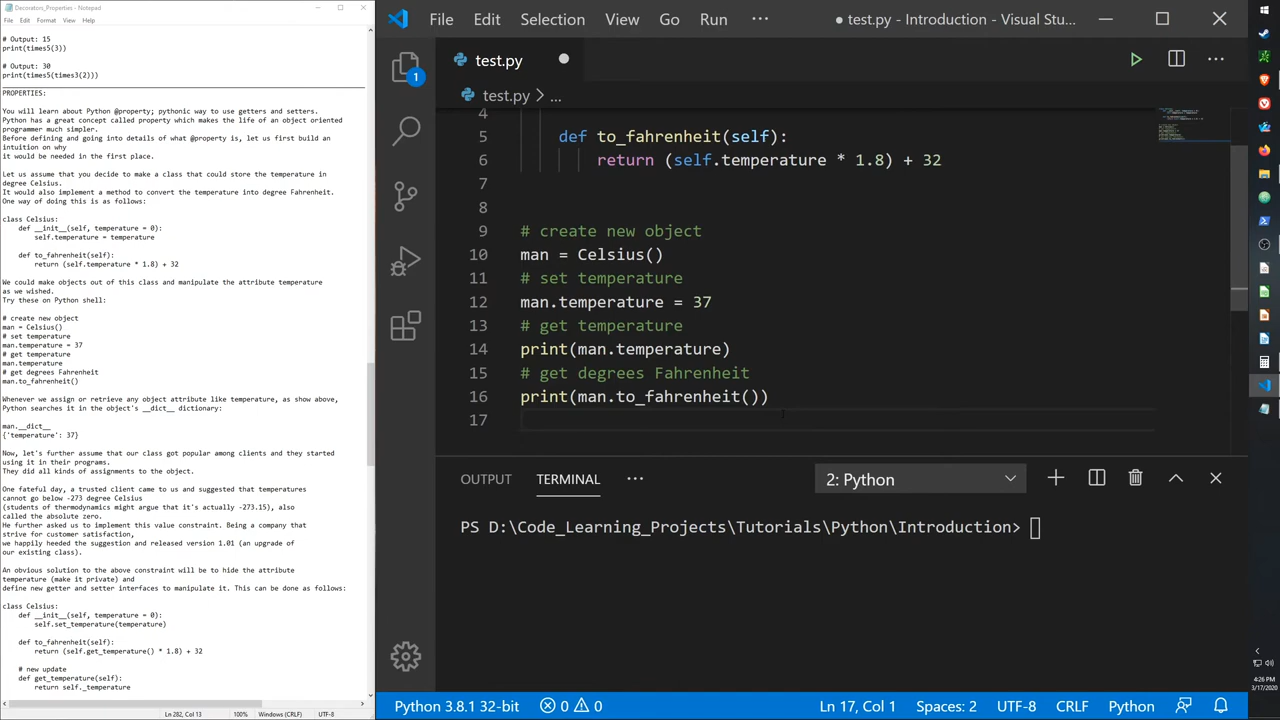 Decorators_Properties - Notepad
File Edit Format View Help
# Output: 15
print(times5(3))
# Output: 30
print(times5(times3(2)))
PROPERTIES:
You will learn about Python @property; pythonic way to use getters and setters.
Python has a great concept called property which makes the life of an object oriented
programmer much simpler.
Before defining and going into details of what @property is, let us first build an
intuition on why
it would be needed in the first place.
Let us assume that you decide to make a class that could store the temperature in
degree Celsius.
It would also implement a method to convert the temperature into degree Fahrenheit.
One way of doing this is as follows:
class Celsius:
def __init__(self, temperature = 0):
self.temperature = temperature
def to_fahrenheit(self):
return (self.temperature * 1.8) + 32
We could make objects out of this class and manipulate the attribute temperature
as we wished.
Try these on Python shell:
# create new object
man = Celsius()
# set temperature
man.temperature = 37
# get temperature
man.temperature
# get degrees Fahrenheit
man.to_fahrenheit()
Whenever we assign or retrieve any object attribute like temperature, as show above,
Python searches it in the object's __dict__ dictionary:
man.__dict__
{'temperature': 37}
Now, let's further assume that our class got popular among clients and they started
using it in their programs.
They did all kinds of assignments to the object.
One fateful day, a trusted client came to us and suggested that temperatures
cannot go below -273 degree Celsius
(students of thermodynamics might argue that it's actually -273.15), also
called the absolute zero.
He further asked us to implement this value constraint. Being a company that
strive for customer satisfaction,
we happily heeded the suggestion and released version 1.01 (an upgrade of
our existing class).
An obvious solution to the above constraint will be to hide the attribute
temperature (make it private) and
define new getter and setter interfaces to manipulate it. This can be done as follows:
class Celsius:
def __init__(self, temperature = 0):
self.set_temperature(temperature)
def to_fahrenheit(self):
return (self.get_temperature() * 1.8) + 32
# new update
def get_temperature(self):
return self._temperature
Ln 282, Col 13 100% Windows (CRLF) UTF-8
File Edit Selection View Go Run ··· ● test.py - Introduction - Visual Stu...
1
test.py
test.py > ...
4
5 def to_fahrenheit(self):
6 return (self.temperature * 1.8) + 32
7
8
9 # create new object
10 man = Celsius()
11 # set temperature
12 man.temperature = 37
13 # get temperature
14 print(man.temperature)
15 # get degrees Fahrenheit
16 print(man.to_fahrenheit())
17
OUTPUT TERMINAL ··· 2: Python
PS D:\Code_Learning_Projects\Tutorials\Python\Introduction>
Python 3.8.1 32-bit 0 0 Ln 17, Col 1 Spaces: 2 UTF-8 CRLF Python
4:26 PM
3/17/2020